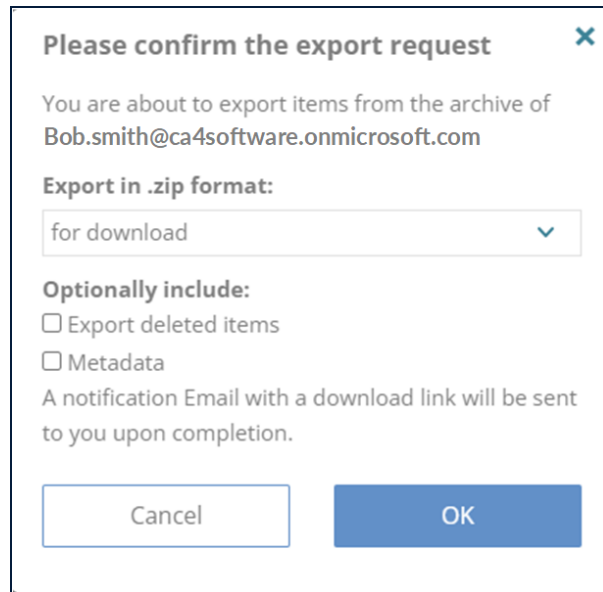 Please confirm the export request
You are about to export items from the archive of
Bob.smith@ca4software.onmicrosoft.com
Export in .zip format:
for download
Optionally include:
Export deleted items
Metadata
A notification Email with a download link will be sent
to you upon completion.
Cancel
OK